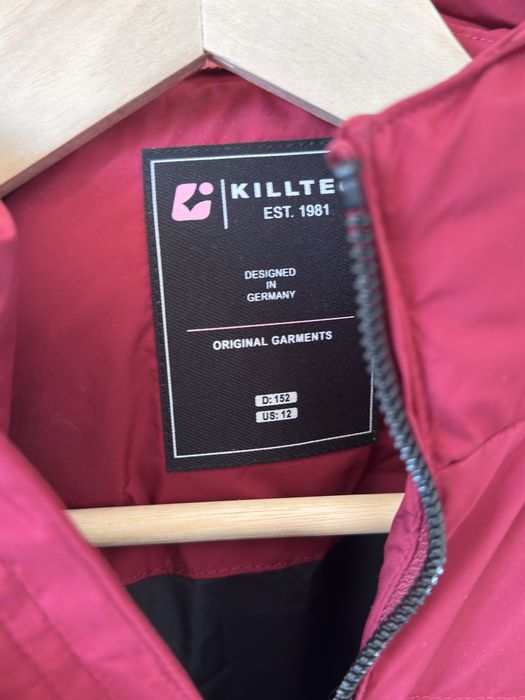 KILLTE
EST. 1981
DESIGNED
IN
GERMANY
ORIGINAL GARMENTS
D: 152
US: 12